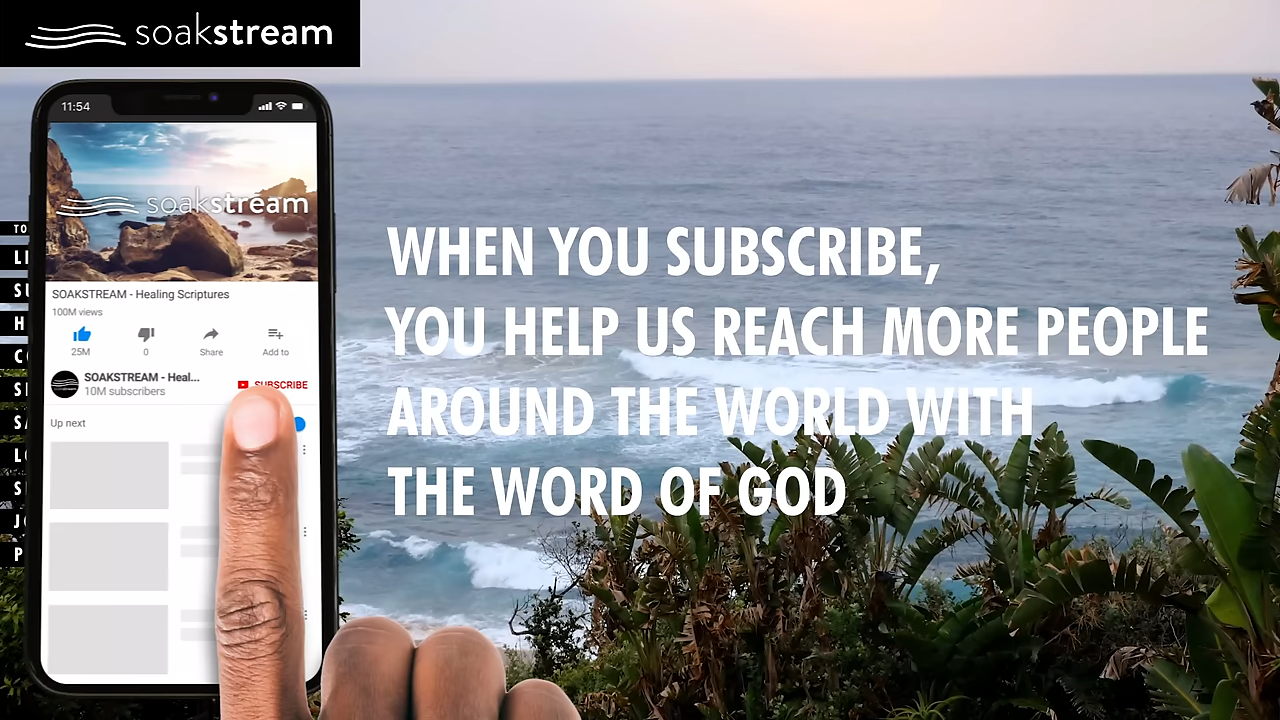 soakstream
11:54
soakstream
SOAKSTREAM - Healing Scriptures
100M views
25M
0
Share
Add to
SOAKSTREAM - Heal...
10M subscribers
SUBSCRIBE
Up next
WHEN YOU SUBSCRIBE,
YOU HELP US REACH MORE PEOPLE
AROUND THE WORLD WITH
THE WORD OF GOD